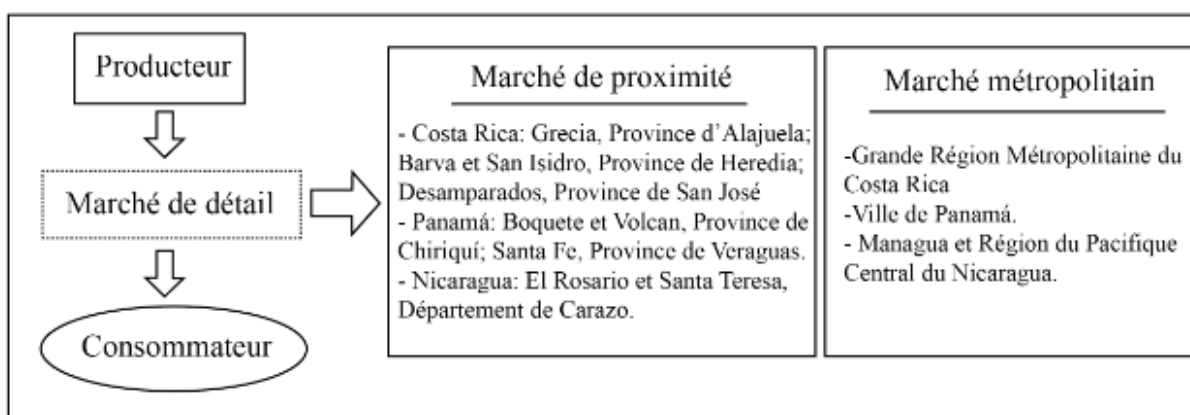 Producteur
Marché de détail
Consommateur
Marché de proximité
- Costa Rica: Grecia, Province d’Alajuela;
Barva et San Isidro, Province de Heredia;
Desamparados, Province de San José
- Panamá: Boquete et Volcan, Province de
Chiriquí; Santa Fe, Province de Veraguas.
- Nicaragua: El Rosario et Santa Teresa,
Département de Carazo.
Marché métropolitain
-Grande Région Métropolitaine du
Costa Rica
-Ville de Panamá.
- Managua et Région du Pacifique
Central du Nicaragua.